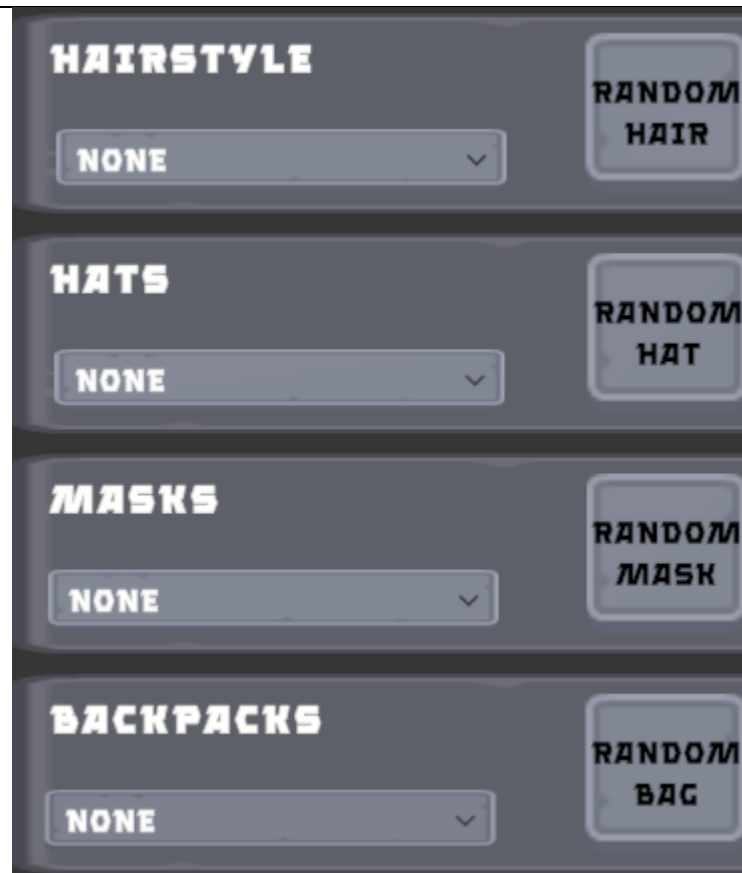 HAIRSTYLE
RANDOM
HAIR
NONE
HATS
RANDOM
HAT
NONE
MASKS
RANDOM
MASK
NONE
BACKPACKS
RANDOM
BAG
NONE